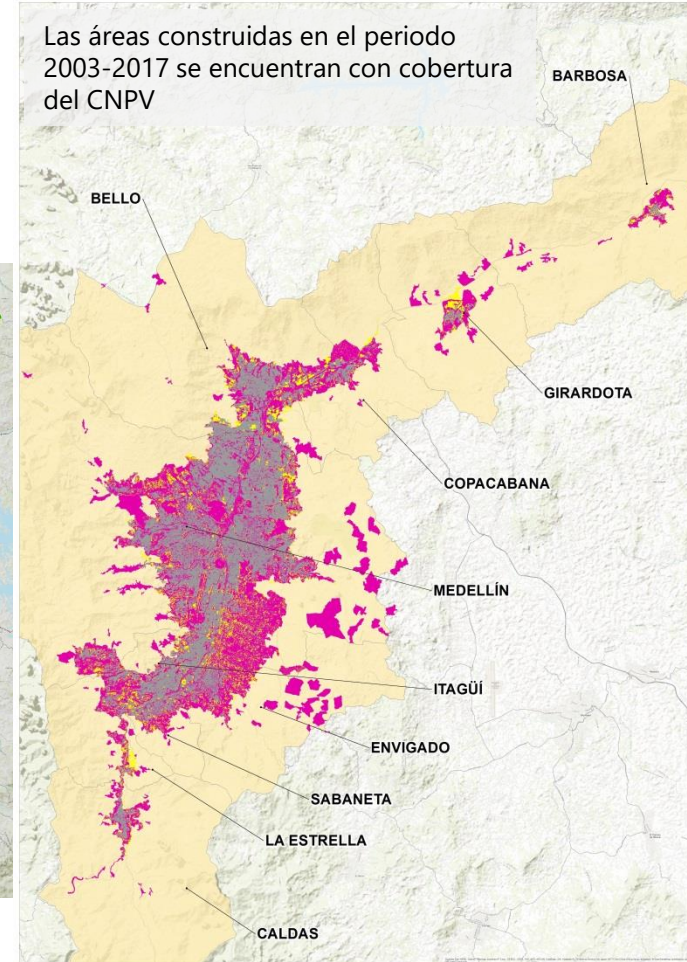 Las áreas construidas en el periodo
2003-2017 se encuentran con cobertura
del CNPV
BARBOSA
BELLO
GIRARDOTA
COPACABANA
MEDELLÍN
ITAGÜÍ
ENVIGADO
SABANETA
LA ESTRELLA
CALDAS